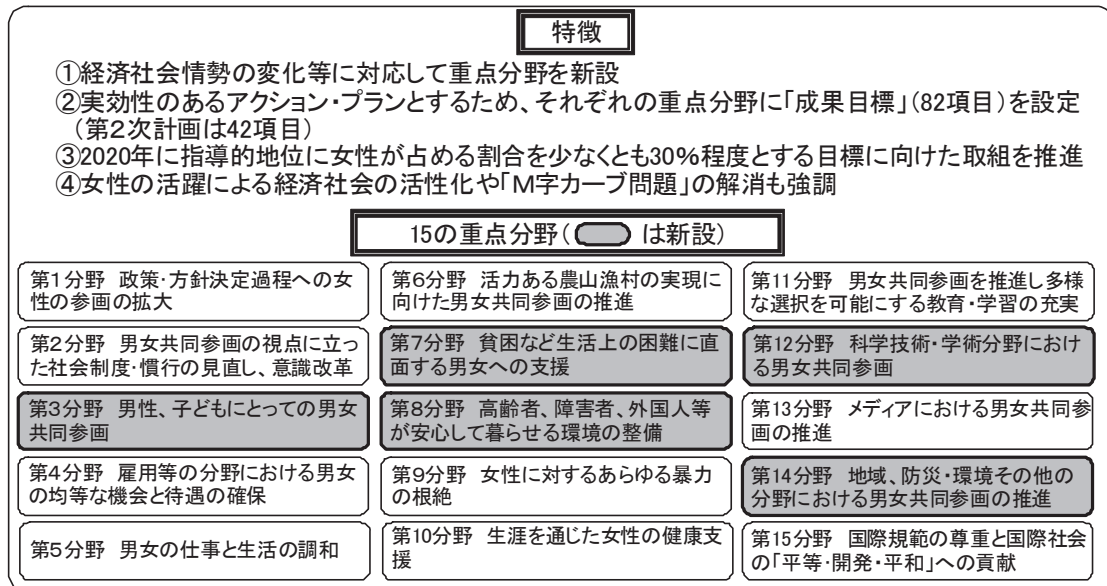 特徴
①経済社会情勢の変化等に対応して重点分野を新設
②実効性のあるアクション・プランとするため、それぞれの重点分野に「成果目標」(82項目)を設定
(第2次計画は42項目)
③2020年に指導的地位に女性が占める割合を少なくとも30%程度とする目標に向けた取組を推進
④女性の活躍による経済社会の活性化や「M字カーブ問題」の解消も強調
15の重点分野( は新設)
第1分野 政策・方針決定過程への女
性の参画の拡大
第2分野 男女共同参画の視点に立っ
た社会制度・慣行の見直し、意識改革
第3分野 男性、子どもにとっての男女
共同参画
第4分野 雇用等の分野における男女
の均等な機会と待遇の確保
第5分野 男女の仕事と生活の調和
第6分野 活力ある農山漁村の実現に
向けた男女共同参画の推進
第7分野 貧困など生活上の困難に直
面する男女への支援
第8分野 高齢者、障害者、外国人等
が安心して暮らせる環境の整備
第9分野 女性に対するあらゆる暴力
の根絶
第10分野 生涯を通じた女性の健康支
援
第11分野 男女共同参画を推進し多様
な選択を可能にする教育・学習の充実
第12分野 科学技術・学術分野におけ
る男女共同参画
第13分野 メディアにおける男女共同参
画の推進
第14分野 地域、防災・環境その他の
分野における男女共同参画の推進
第15分野 国際規範の尊重と国際社会
の「平等・開発・平和」への貢献